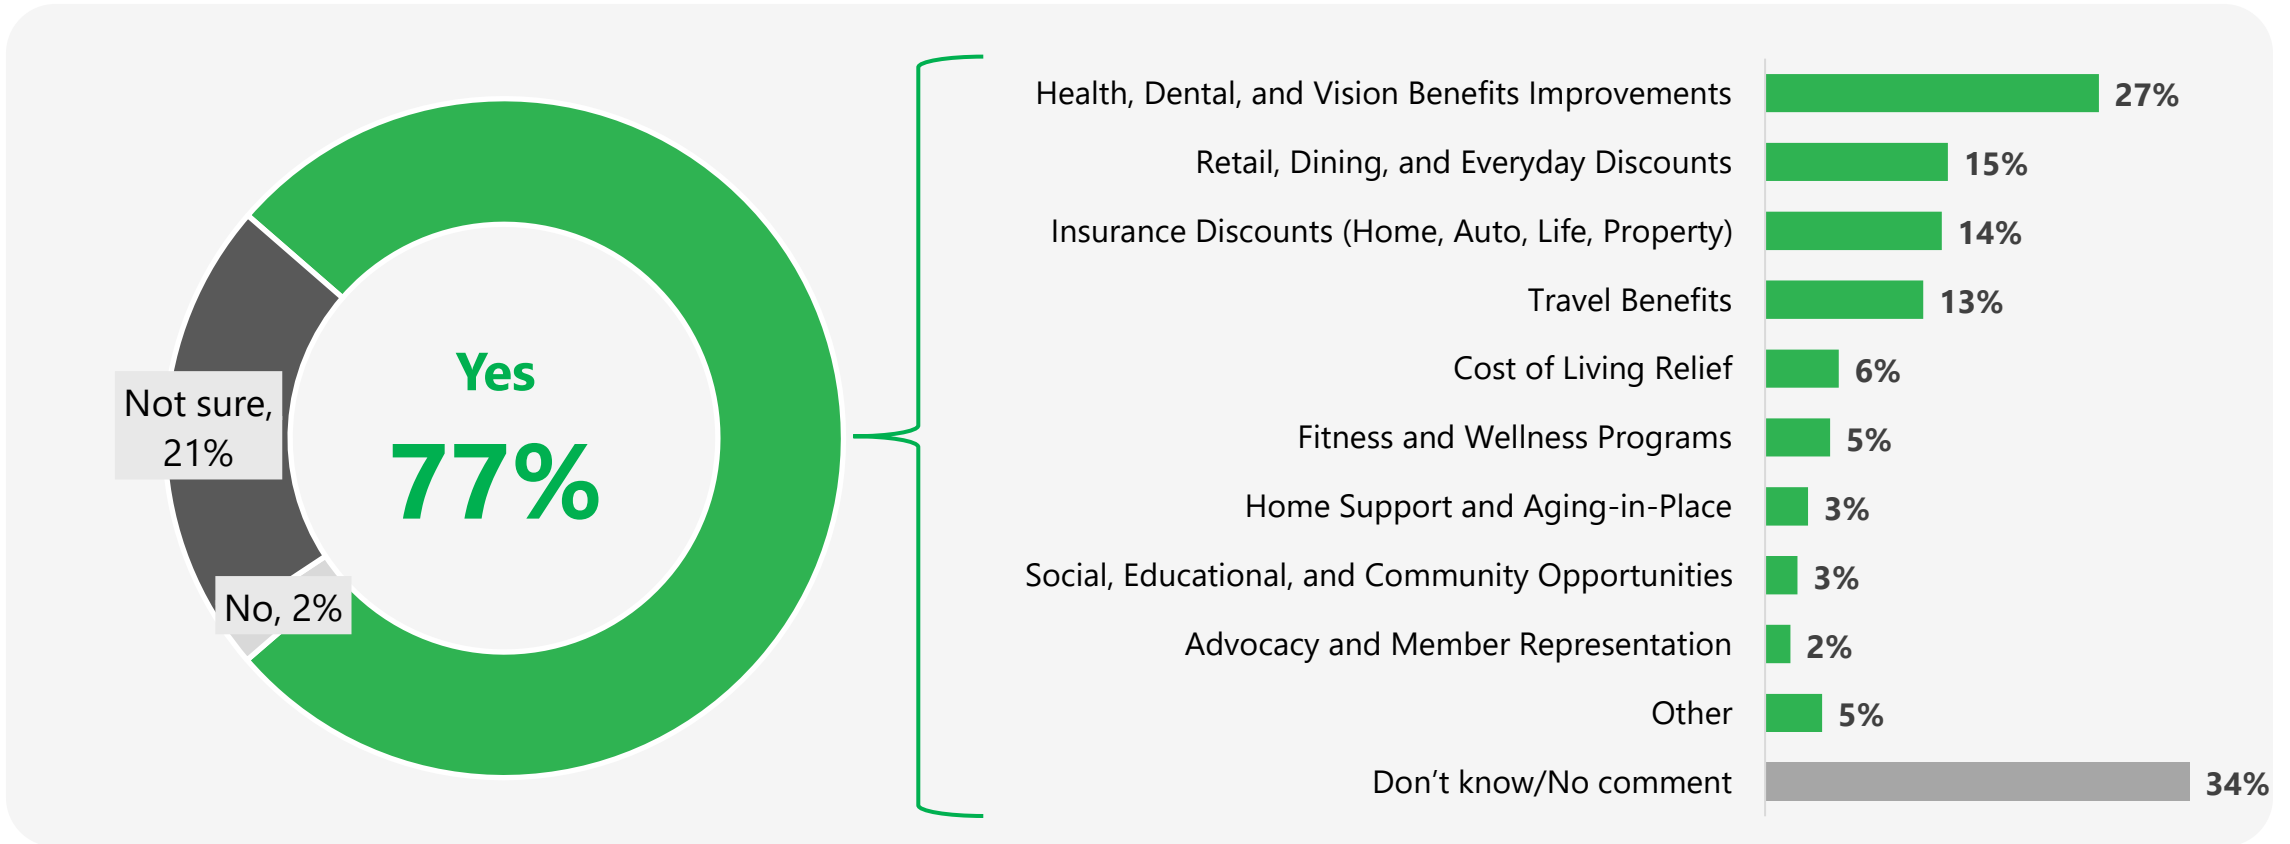 Yes
77%
Not sure,
21%
No, 2%
Health, Dental, and Vision Benefits Improvements 27%
Retail, Dining, and Everyday Discounts 15%
Insurance Discounts (Home, Auto, Life, Property) 14%
Travel Benefits 13%
Cost of Living Relief 6%
Fitness and Wellness Programs 5%
Home Support and Aging-in-Place 3%
Social, Educational, and Community Opportunities 3%
Advocacy and Member Representation 2%
Other 5%
Don’t know/No comment 34%